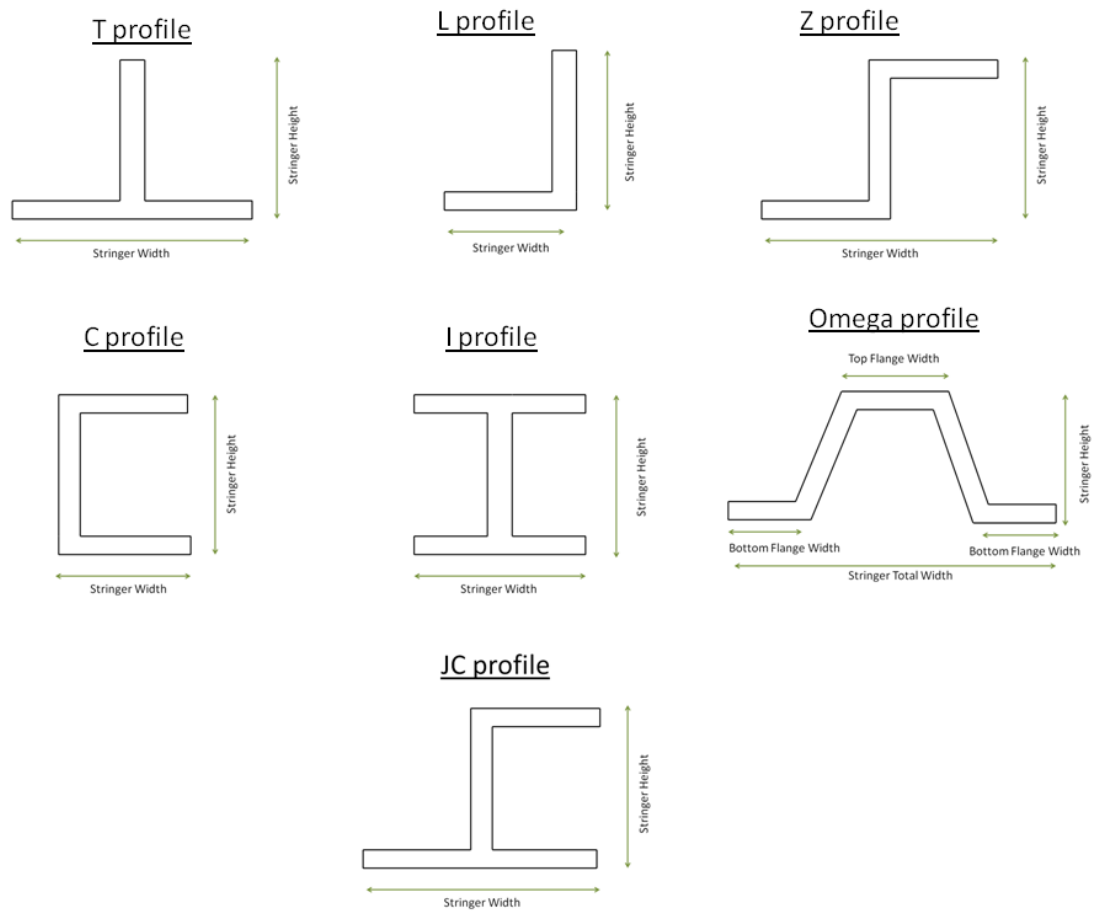 T profile
Stringer Height
Stringer Width
L profile
Stringer Height
Stringer Width
Z profile
Stringer Height
Stringer Width
C profile
Stringer Height
Stringer Width
I profile
Stringer Height
Stringer Width
Omega profile
Top Flange Width
Stringer Height
Bottom Flange Width
Bottom Flange Width
Stringer Total Width
JC profile
Stringer Height
Stringer Width